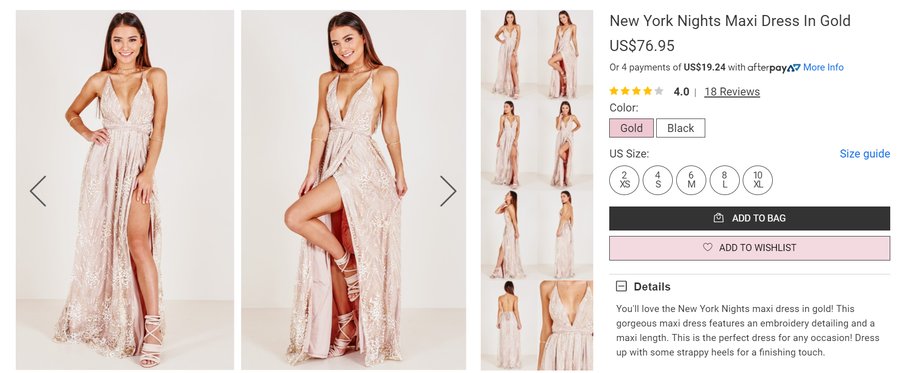 New York Nights Maxi Dress In Gold
US$76.95
Or 4 payments of US$19.24 with afterpay More Info
4.0 | 18 Reviews
Color:
Gold Black
US Size: Size guide
2 4 6 8 10
XS S M L XL
ADD TO BAG
ADD TO WISHLIST
Details
You'll love the New York Nights maxi dress in gold! This
gorgeous maxi dress features an embroidery detailing and a
maxi length. This is the perfect dress for any occasion! Dress
up with some strappy heels for a finishing touch.